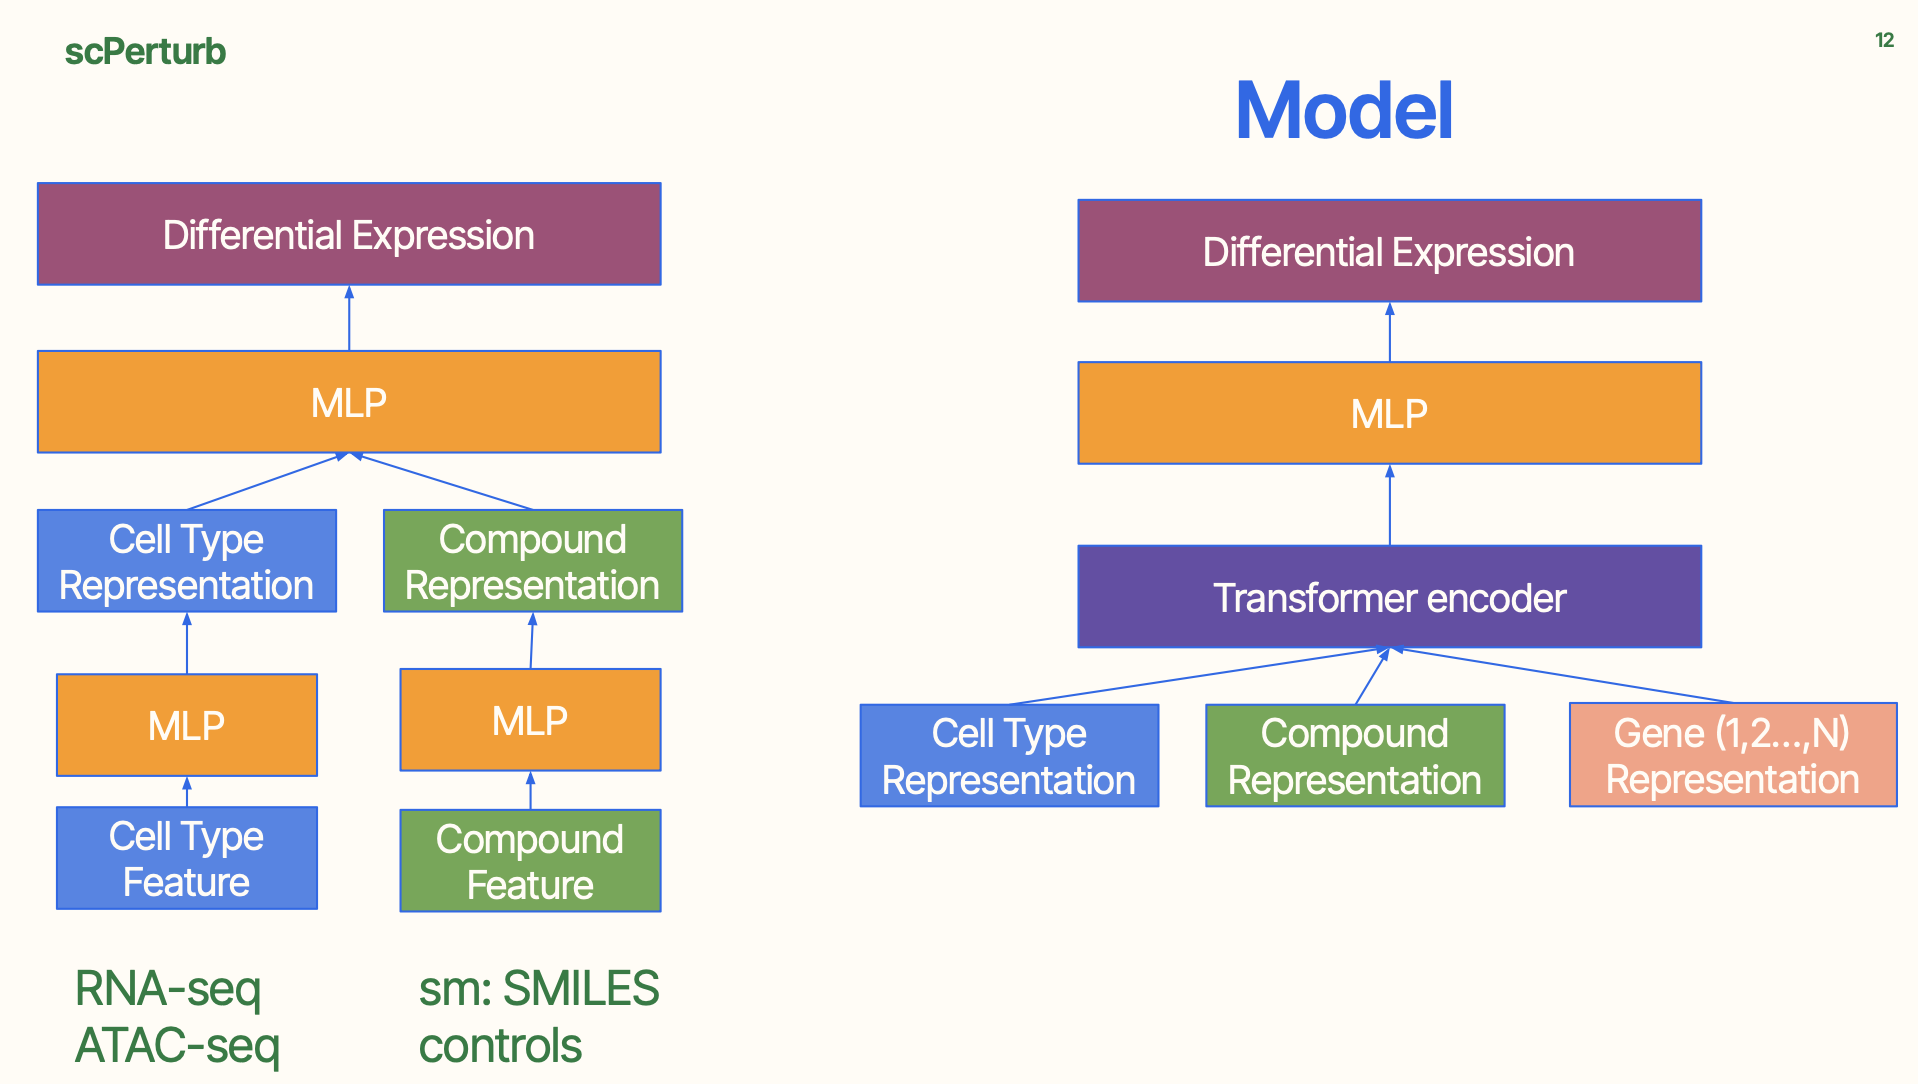 scPerturb
12
Model
Differential Expression
MLP
Cell Type
Representation
Compound
Representation
MLP
MLP
Cell Type
Feature
Compound
Feature
RNA-seq
ATAC-seq
sm: SMILES
controls
Differential Expression
MLP
Transformer encoder
Cell Type
Representation
Compound
Representation
Gene (1,2...,N)
Representation